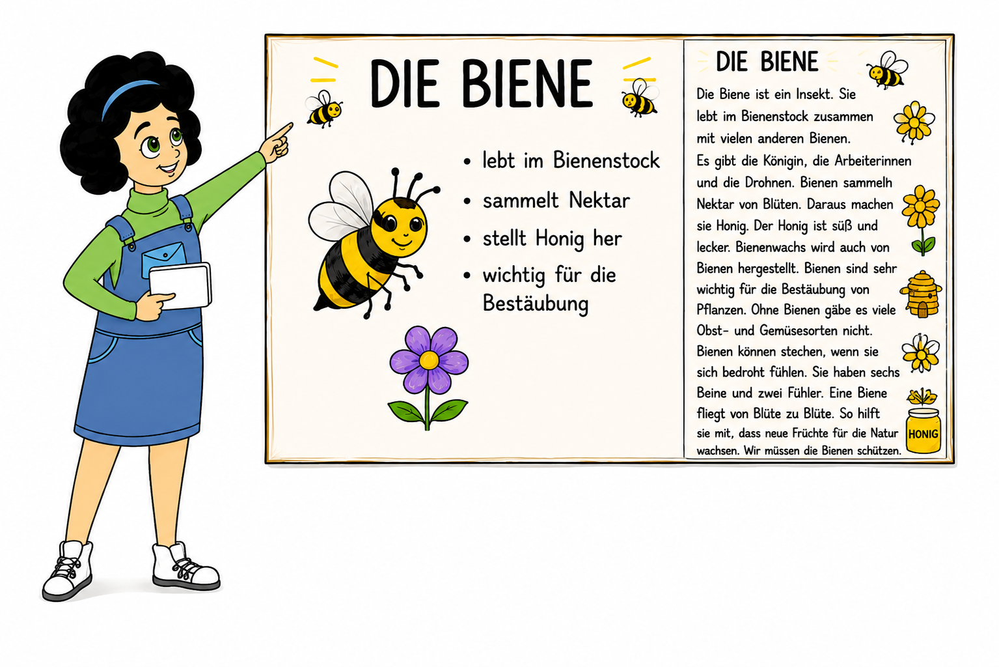 DIE BIENE
• lebt im Bienenstock
• sammelt Nektar
• stellt Honig her
• wichtig für die
Bestäubung
DIE BIENE
Die Biene ist ein Insekt. Sie
lebt im Bienenstock zusammen
mit vielen anderen Bienen.
Es gibt die Königin, die Arbeiterinnen
und die Drohnen. Bienen sammelh
Nektar von Blüten. Daraus machen
sie Honig. Der Honig ist süß und
lecker. Bienenwachs wird auch von
Bienen hergestellt. Bienen sind sehr
wichtig für die Bestäubung von
Pflanzen. Ohne Bienen gäbe es viele
Obst- und Gemüsesorten nicht.
Bienen können stechen, wenn sie
sich bedroht fühlen. Sie haben sechs
Beine und zwei Fühler. Eine Biene
fliegt von Blüte zu Blüte. So hilft
sie mit, dass neue Früchte für die Natur
wachsen. Wir müssen die Bienen schützen.
HONIG